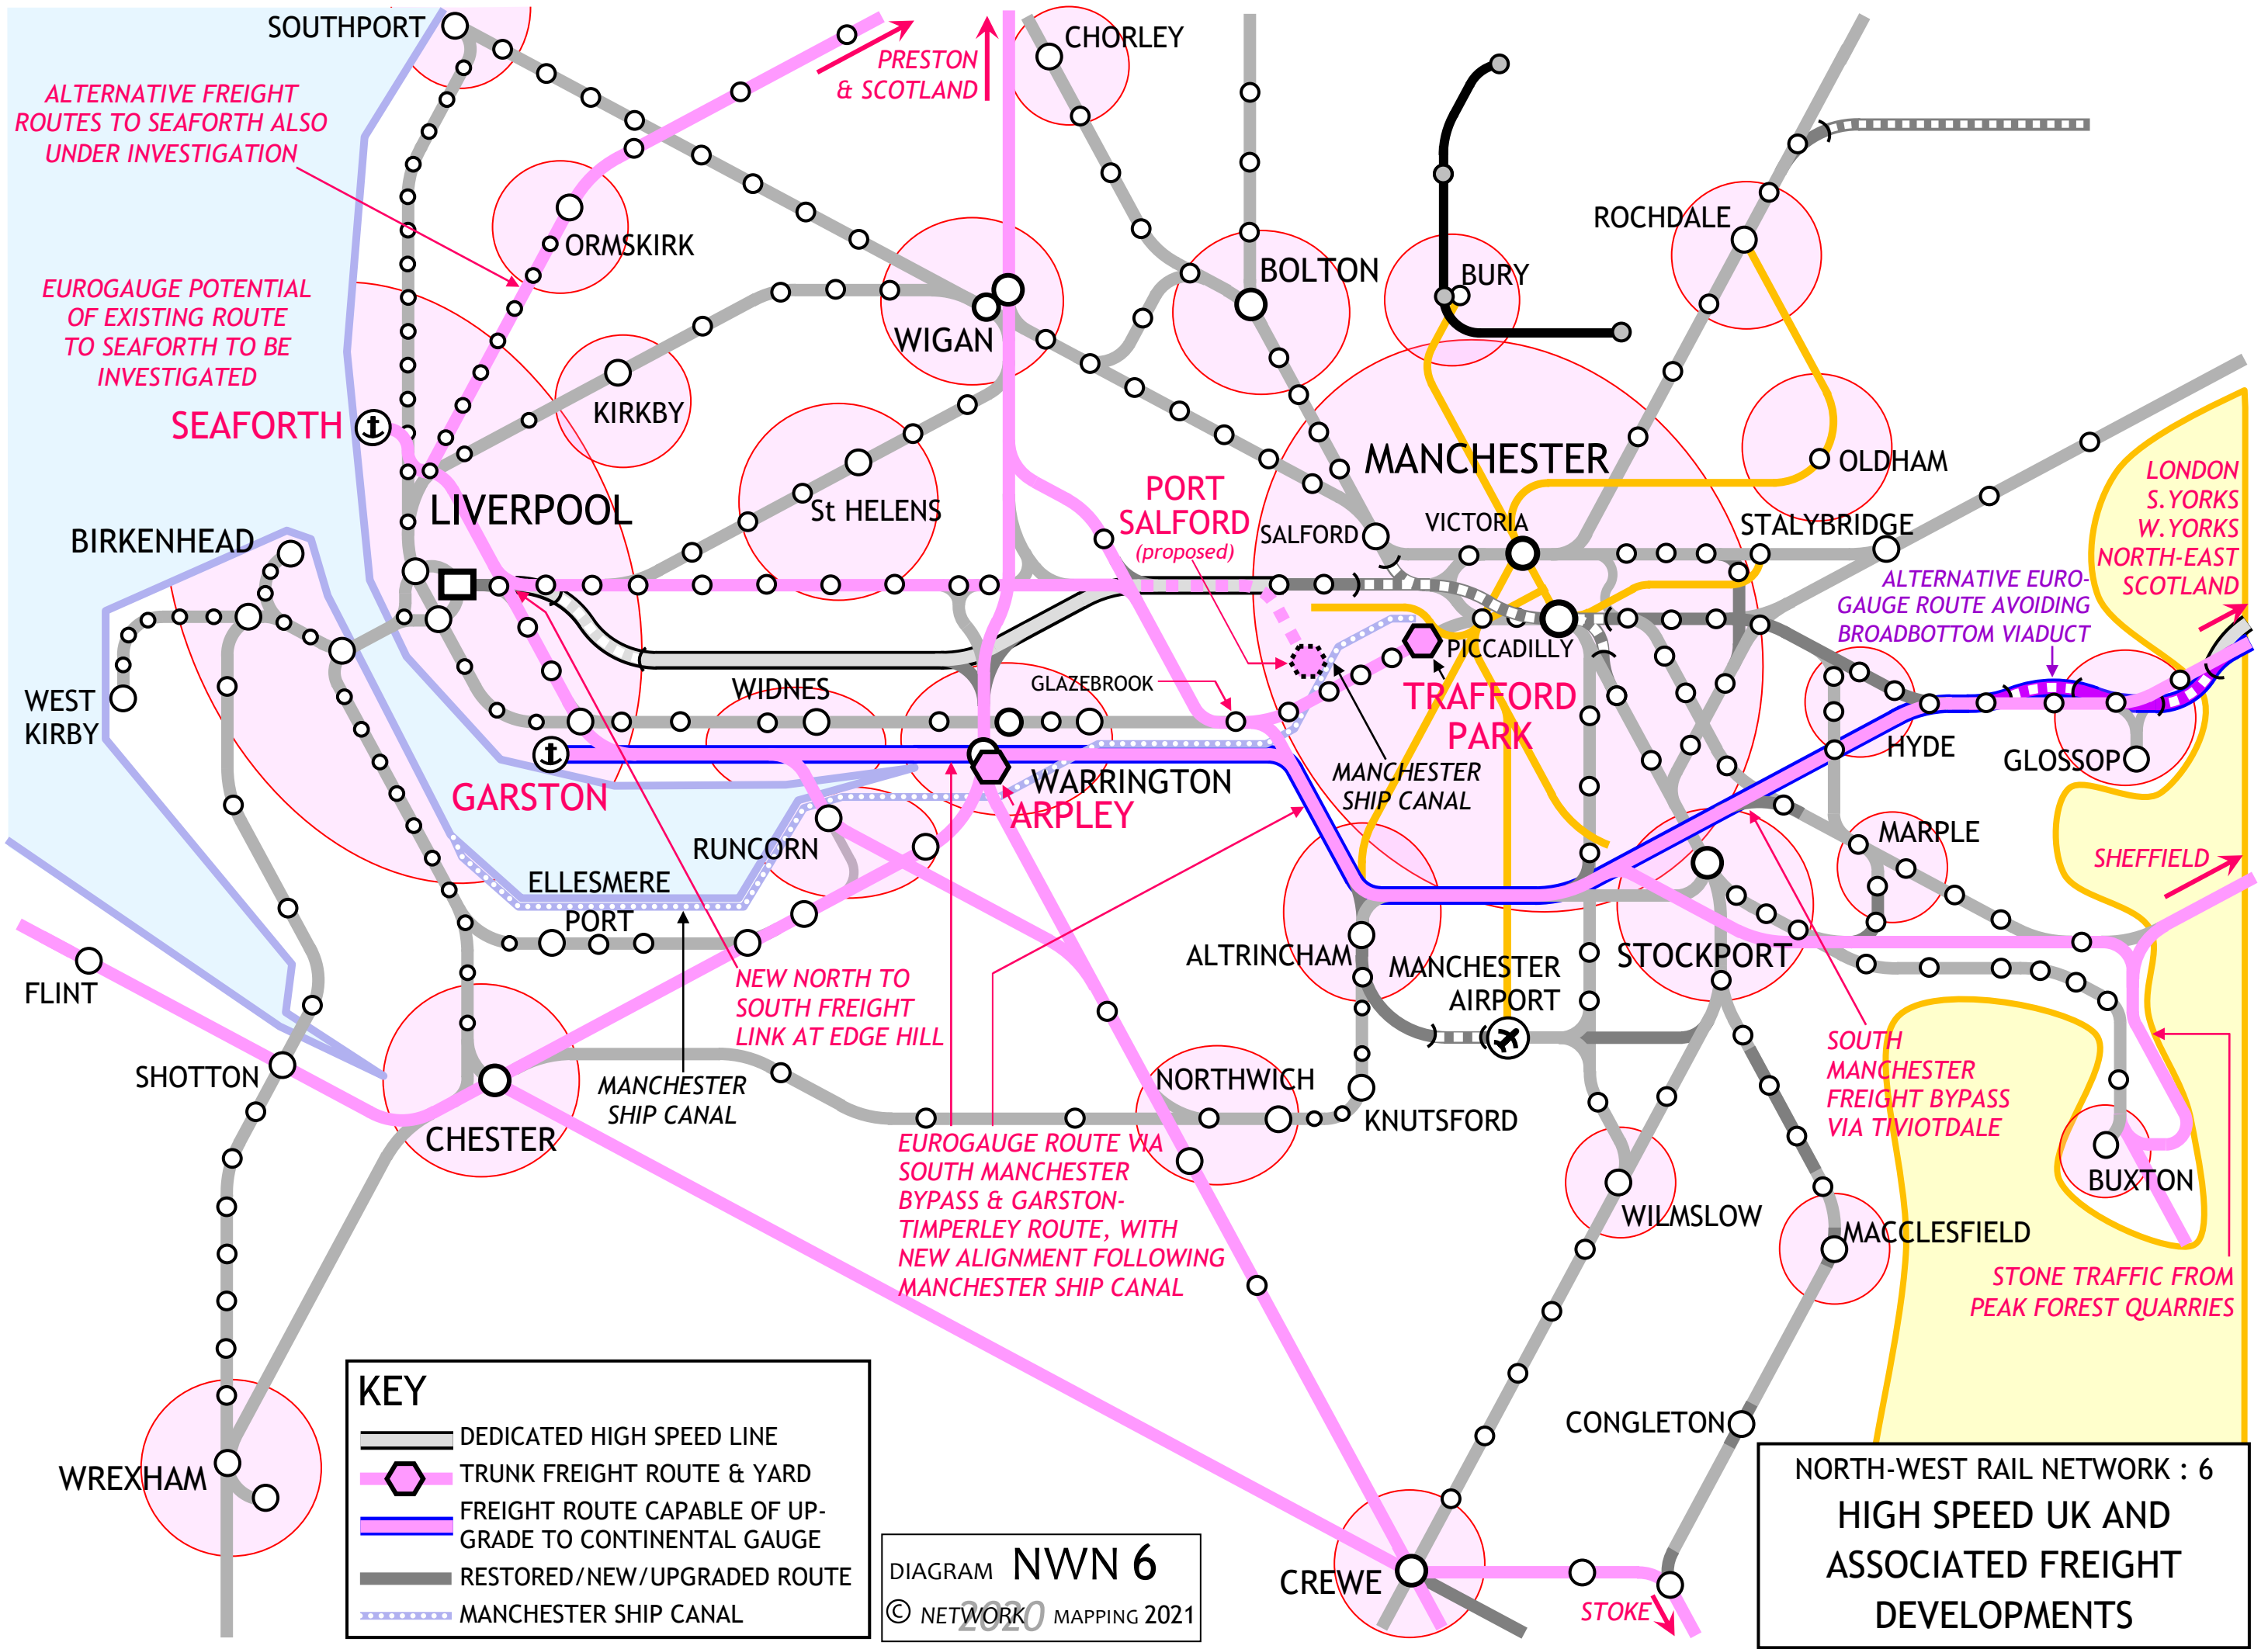 SOUTHPORT
PRESTON
& SCOTLAND
CHORLEY
ALTERNATIVE FREIGHT
ROUTES TO SEAFORTH ALSO
UNDER INVESTIGATION
ORMSKIRK
ROCHDALE
BOLTON
BURY
EUROGAUGE POTENTIAL
OF EXISTING ROUTE
TO SEAFORTH TO BE
INVESTIGATED
WIGAN
KIRKBY
SEAFORTH
MANCHESTER
OLDHAM
LONDON
S.YORKS
W.YORKS
NORTH-EAST
SCOTLAND
LIVERPOOL
St HELENS
PORT
SALFORD
(proposed)
SALFORD
VICTORIA
STALYBRIDGE
BIRKENHEAD
ALTERNATIVE EURO-
GAUGE ROUTE AVOIDING
BROADBOTTOM VIADUCT
PICCADILLY
WEST
KIRBY
WIDNES
GLAZEBROOK
TRAFFORD
PARK
HYDE
GLOSSOP
GARSTON
WARRINGTON
ARPLEY
MANCHESTER
SHIP CANAL
RUNCORN
MARPLE
SHEFFIELD
ELLESMERE
PORT
ALTRINCHAM
MANCHESTER
AIRPORT
STOCKPORT
FLINT
NEW NORTH TO
SOUTH FREIGHT
LINK AT EDGE HILL
SHOTTON
MANCHESTER
SHIP CANAL
NORTHWICH
KNUTSFORD
SOUTH
MANCHESTER
FREIGHT BYPASS
VIA TIVIOTDALE
CHESTER
EUROGAUGE ROUTE VIA
SOUTH MANCHESTER
BYPASS & GARSTON-
TIMPERLEY ROUTE, WITH
NEW ALIGNMENT FOLLOWING
MANCHESTER SHIP CANAL
BUXTON
WILMSLOW
MACCLESFIELD
STONE TRAFFIC FROM
PEAK FOREST QUARRIES
WREXHAM
CONGLETON
CREWE
STOKE
KEY
DEDICATED HIGH SPEED LINE
TRUNK FREIGHT ROUTE & YARD
FREIGHT ROUTE CAPABLE OF UP-
GRADE TO CONTINENTAL GAUGE
RESTORED/NEW/UPGRADED ROUTE
MANCHESTER SHIP CANAL
DIAGRAM NWN 6
© NETWORK 2020 MAPPING 2021
NORTH-WEST RAIL NETWORK : 6
HIGH SPEED UK AND
ASSOCIATED FREIGHT
DEVELOPMENTS